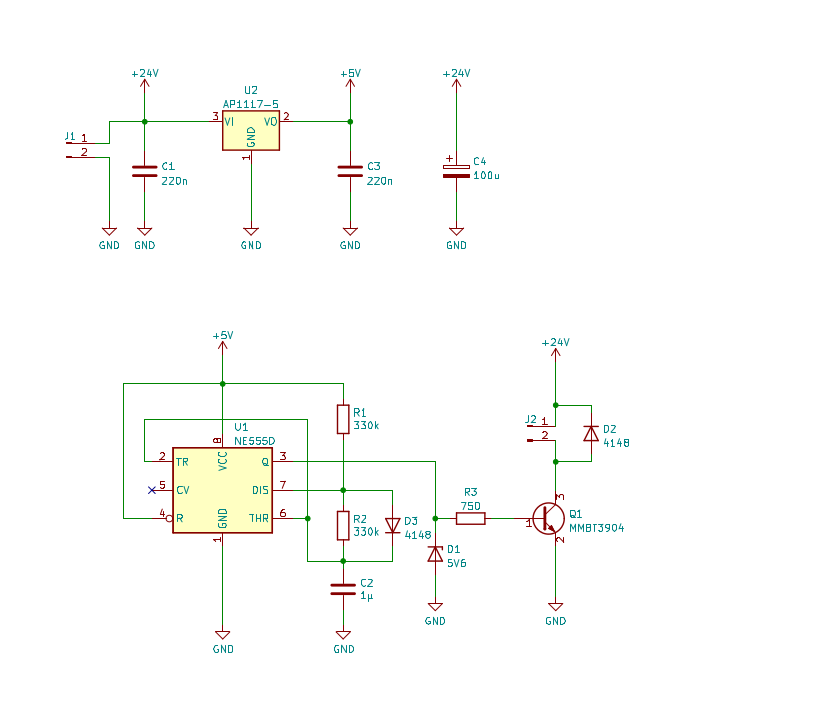 +24V
+5V
+24V
U2
AP1117-5
3 VI VO 2
GND
1
J1
1
2
C1
220n
C3
220n
+
C4
100u
GND
GND
GND
GND
GND
+5V
+24V
R1
330k
J2
1
2
D2
4148
U1
NE555D
8
VCC
2 TR Q 3
5 CV DIS 7
4 R THR 6
GND
1
R2
330k
D3
4148
R3
750
D1
5V6
3
1
2
Q1
MMBT3904
C2
1µ
GND
GND
GND
GND